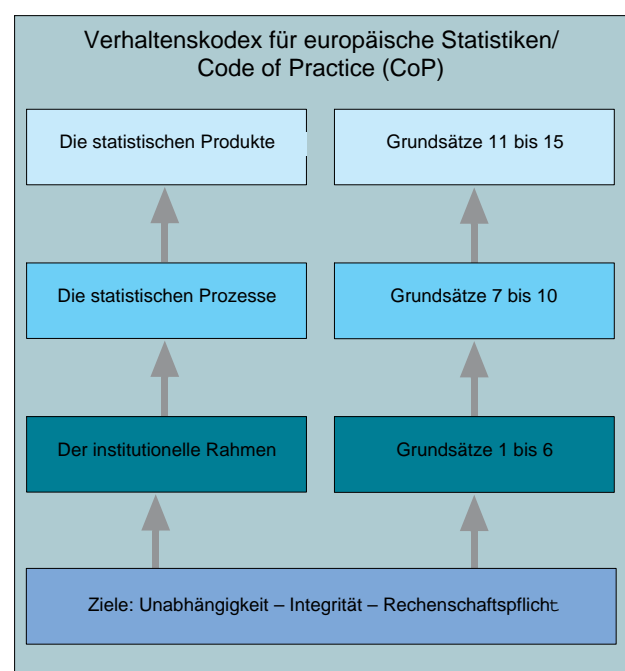 Verhaltenskodex für europäische Statistiken/
Code of Practice (CoP)
Die statistischen Produkte
Grundsätze 11 bis 15
Die statistischen Prozesse
Grundsätze 7 bis 10
Der institutionelle Rahmen
Grundsätze 1 bis 6
Ziele: Unabhängigkeit – Integrität – Rechenschaftspflicht